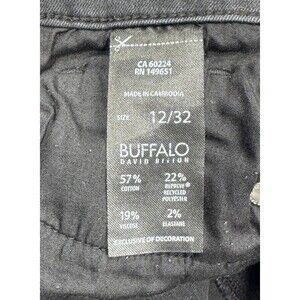 CA 60224
RN 149651
MADE IN CAMBODIA
SIZE 12/32
BUFFALO
DAVID BITTON
57% 22%
COTTON REPREVE®
RECYCLED
POLYESTER
19% 2%
VISCOSE ELASTANE
EXCLUSIVE OF DECORATION